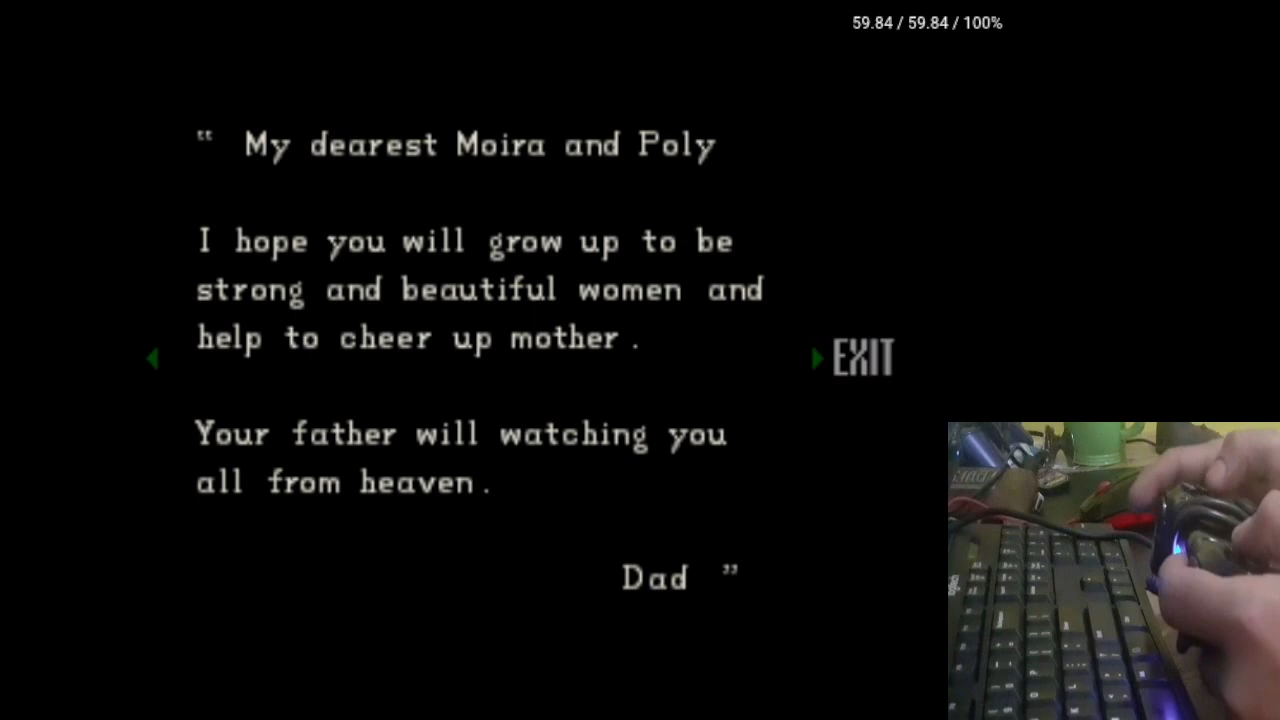 59.84 / 59.84 / 100%
“ My dearest Moira and Poly
I hope you will grow up to be
strong and beautiful women and
help to cheer up mother .
EXIT
Your father will watching you
all from heaven .
Dad ”